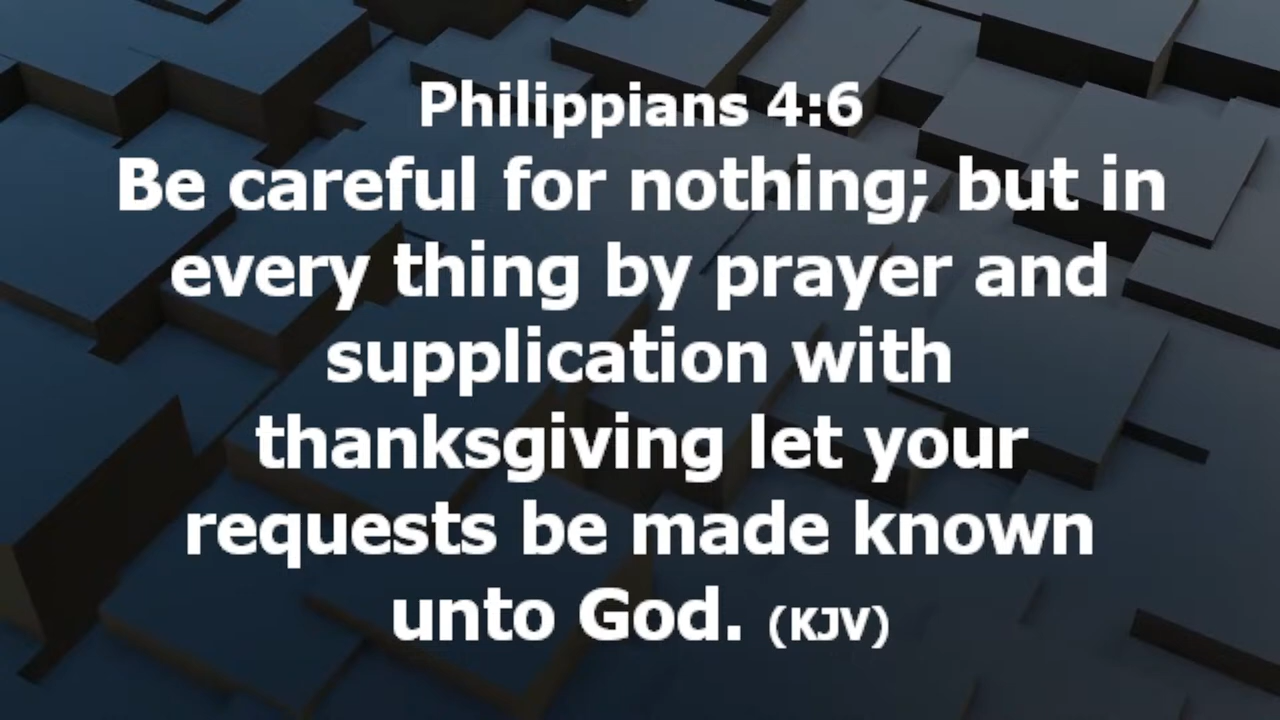 Philippians 4:6
Be careful for nothing; but in
every thing by prayer and
supplication with
thanksgiving let your
requests be made known
unto God. (KJV)